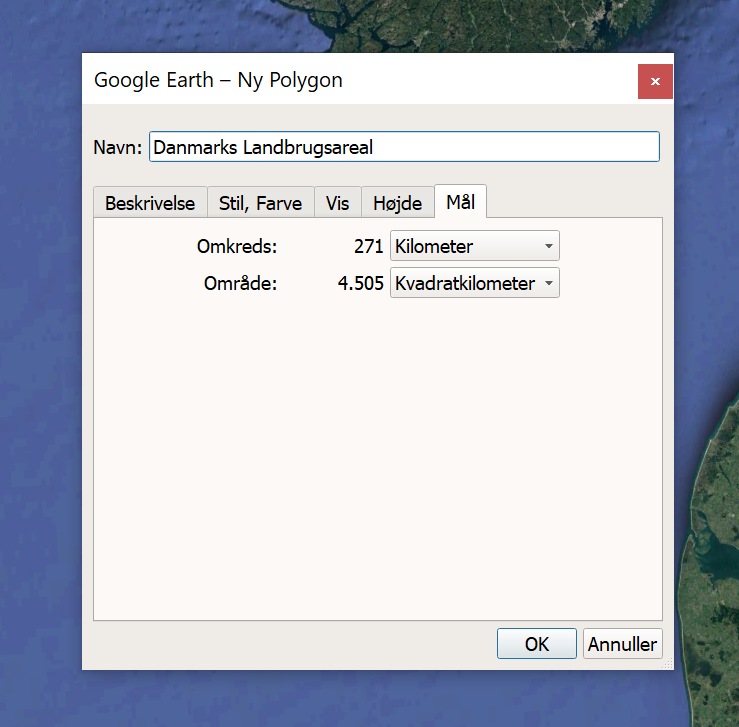 Google Earth – Ny Polygon
Navn: Danmarks Landbrugsareal
Beskrivelse Stil, Farve Vis Højde Mål
Omkreds: 271 Kilometer
Område: 4.505 Kvadratkilometer
OK Annuller